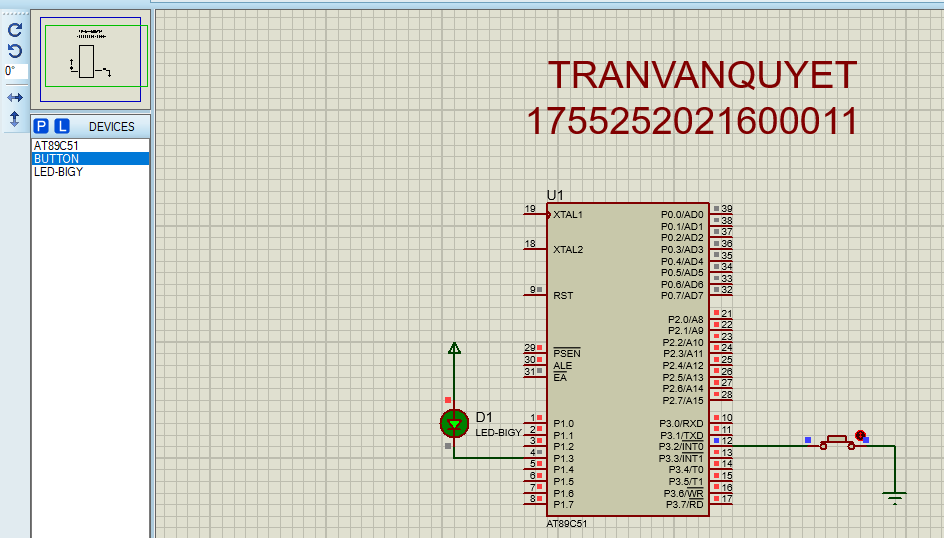 0°
P L DEVICES
AT89C51
BUTTON
LED-BIGY
TRANVANQUYET
1755252021600011
U1
19 XTAL1
18 XTAL2
9 RST
29 PSEN
30 ALE
31 EA
1 P1.0
2 P1.1
3 P1.2
4 P1.3
5 P1.4
6 P1.5
7 P1.6
8 P1.7
P0.0/AD0 39
P0.1/AD1 38
P0.2/AD2 37
P0.3/AD3 36
P0.4/AD4 35
P0.5/AD5 34
P0.6/AD6 33
P0.7/AD7 32
P2.0/A8 21
P2.1/A9 22
P2.2/A10 23
P2.3/A11 24
P2.4/A12 25
P2.5/A13 26
P2.6/A14 27
P2.7/A15 28
P3.0/RXD 10
P3.1/TXD 11
P3.2/INT0 12
P3.3/INT1 13
P3.4/T0 14
P3.5/T1 15
P3.6/WR 16
P3.7/RD 17
AT89C51
D1
LED-BIGY